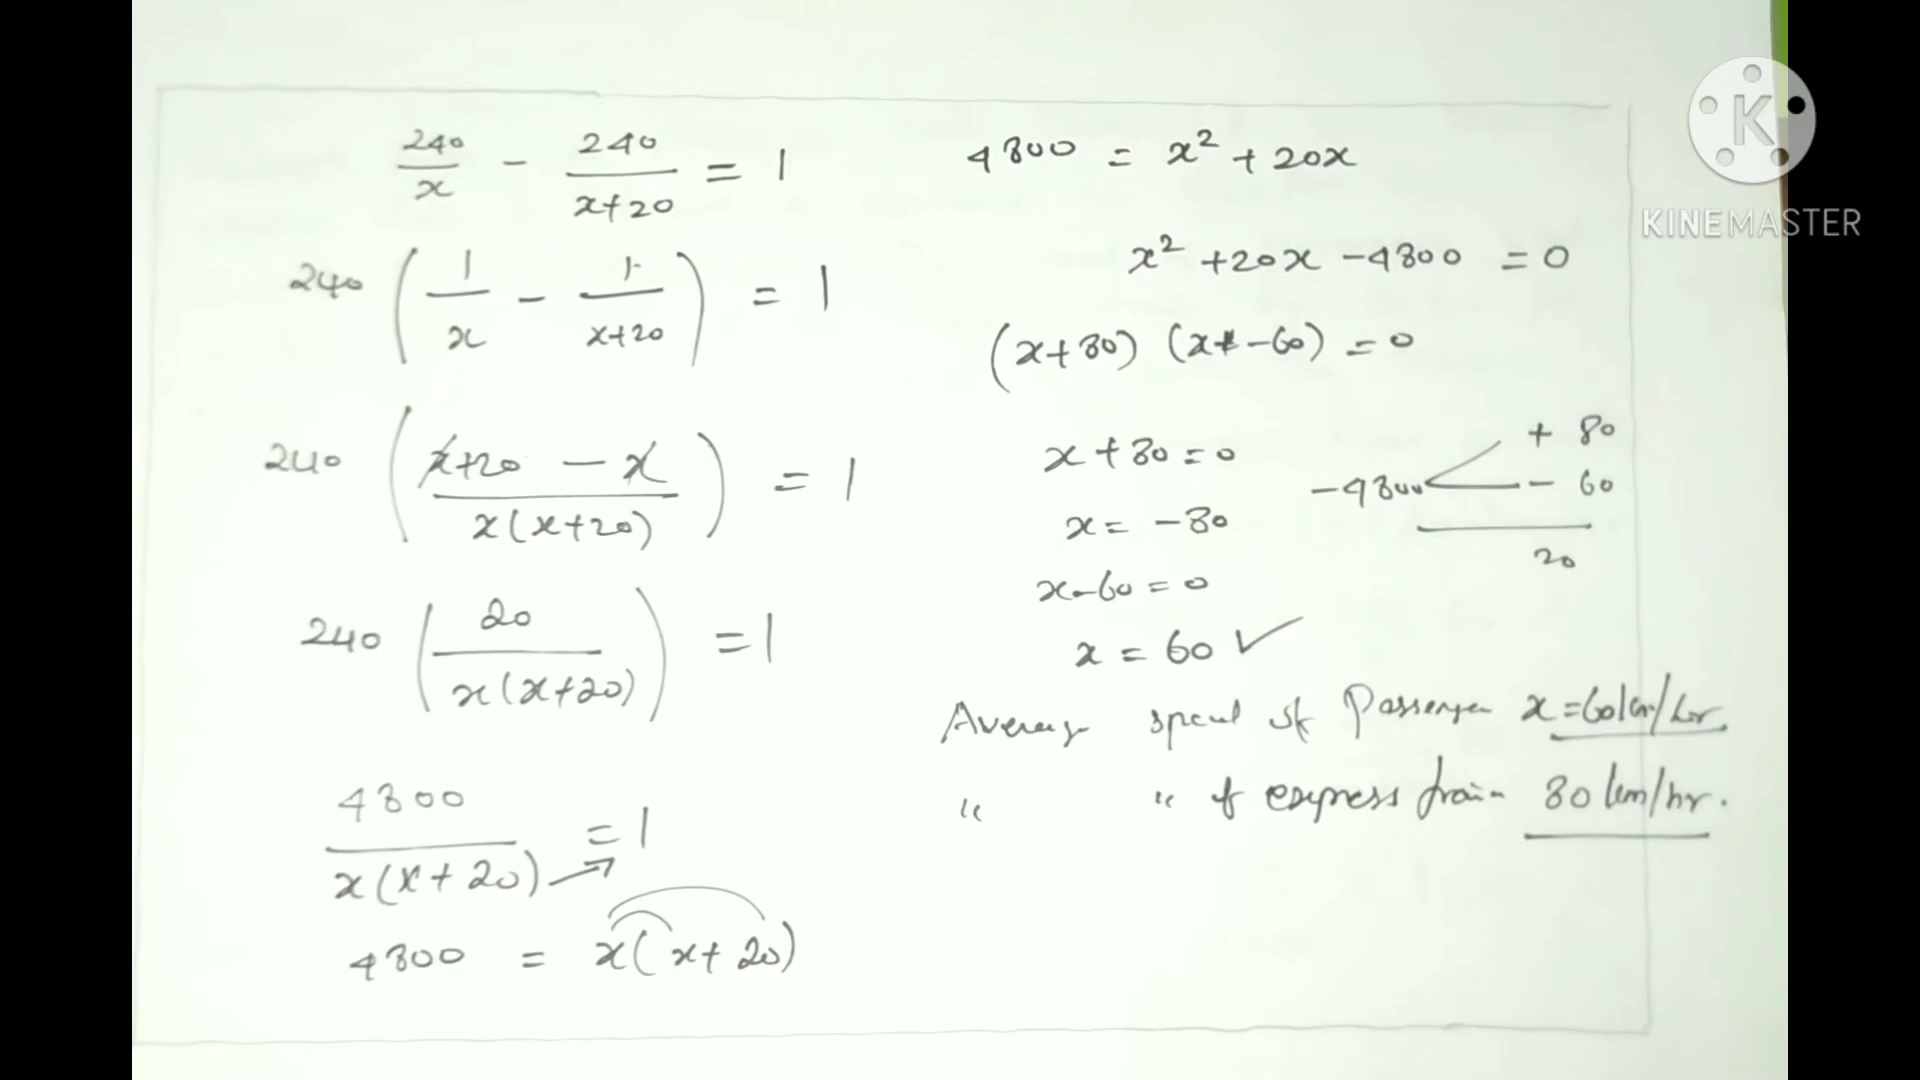 240/x - 240/(x+20) = 1
240 ( 1/x - 1/(x+20) ) = 1
240 ( (x+20 - x) / x(x+20) ) = 1
240 ( 20 / x(x+20) ) = 1
4800 / x(x+20) = 1
4800 = x(x+20)
4800 = x² + 20x
x² + 20x - 4800 = 0
(x+80) (x-60) = 0
x + 80 = 0
x = -80
x-60 = 0
x = 60 ✓
-4800
+ 80
- 60
20
Average speed of Passenger x = 60 km/hr.
" " of express train 80 km/hr.
K
KINEMASTER